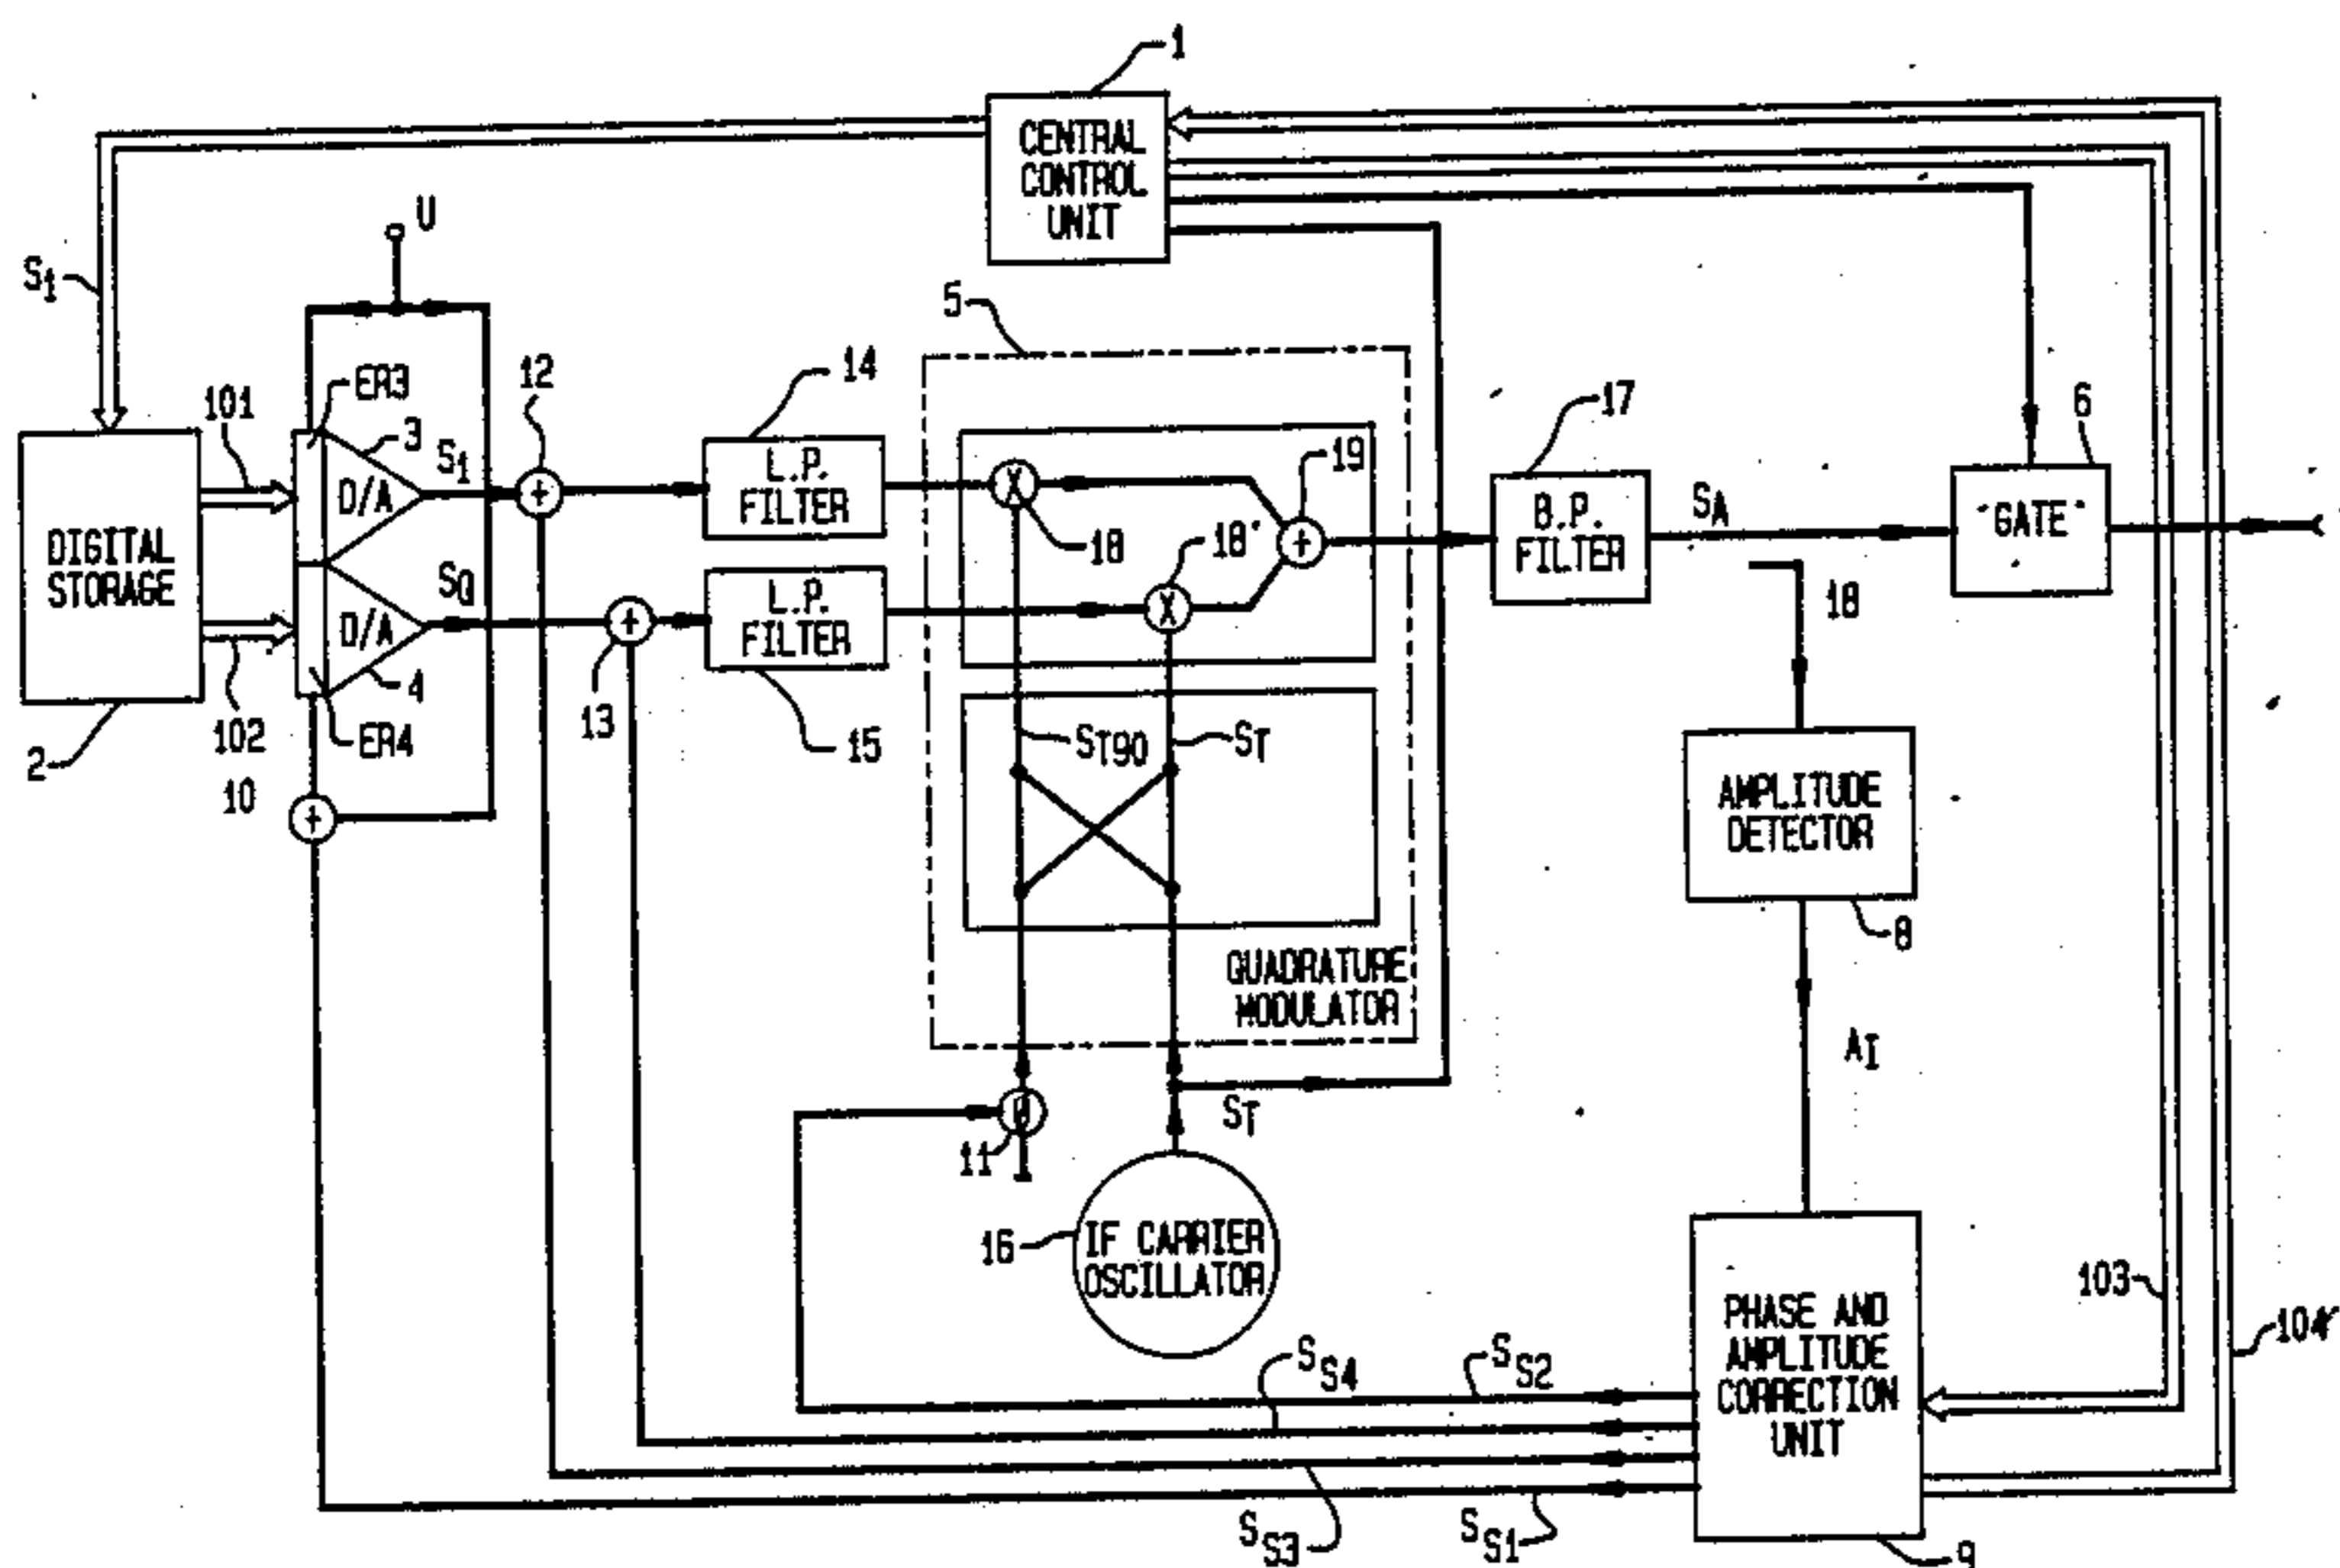 1
CENTRAL
CONTROL
UNIT
U
S1
5
ER3
12
14
17
6
101
3
S1
18
19
L.P.
FILTER
D/A
DIGITAL
STORAGE
18'
B.P.
FILTER
SA
"GATE"
SQ
L.P.
FILTER
D/A
18
102
4
13
15
ST90
ST
2
ER4
10
AMPLITUDE
DETECTOR
8
QUADRATURE
MODULATOR
AI
ST
11
16
IF CARRIER
OSCILLATOR
103
PHASE AND
AMPLITUDE
CORRECTION
UNIT
104
SS4
SS2
SS3
SS1
9